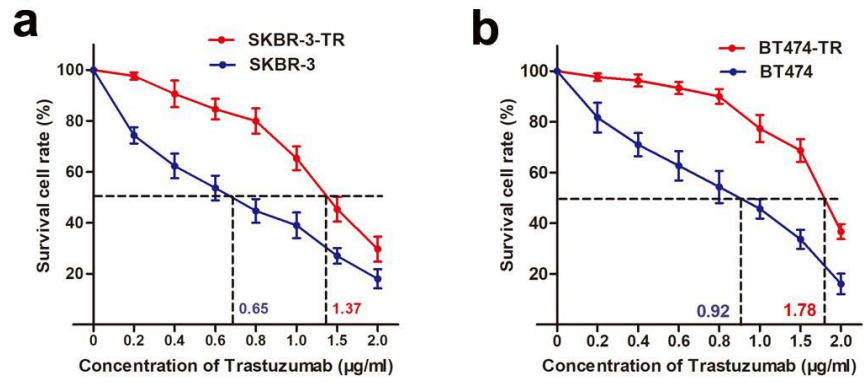 a
SKBR-3-TR
SKBR-3
Survival cell rate (%)
100
80
60
40
20
0.65
1.37
0 0.2 0.4 0.6 0.8 1.0 1.5 2.0
Concentration of Trastuzumab (μg/ml)
b
BT474-TR
BT474
Survival cell rate (%)
100
80
60
40
20
0.92
1.78
0 0.2 0.4 0.6 0.8 1.0 1.5 2.0
Concentration of Trastuzumab (μg/ml)